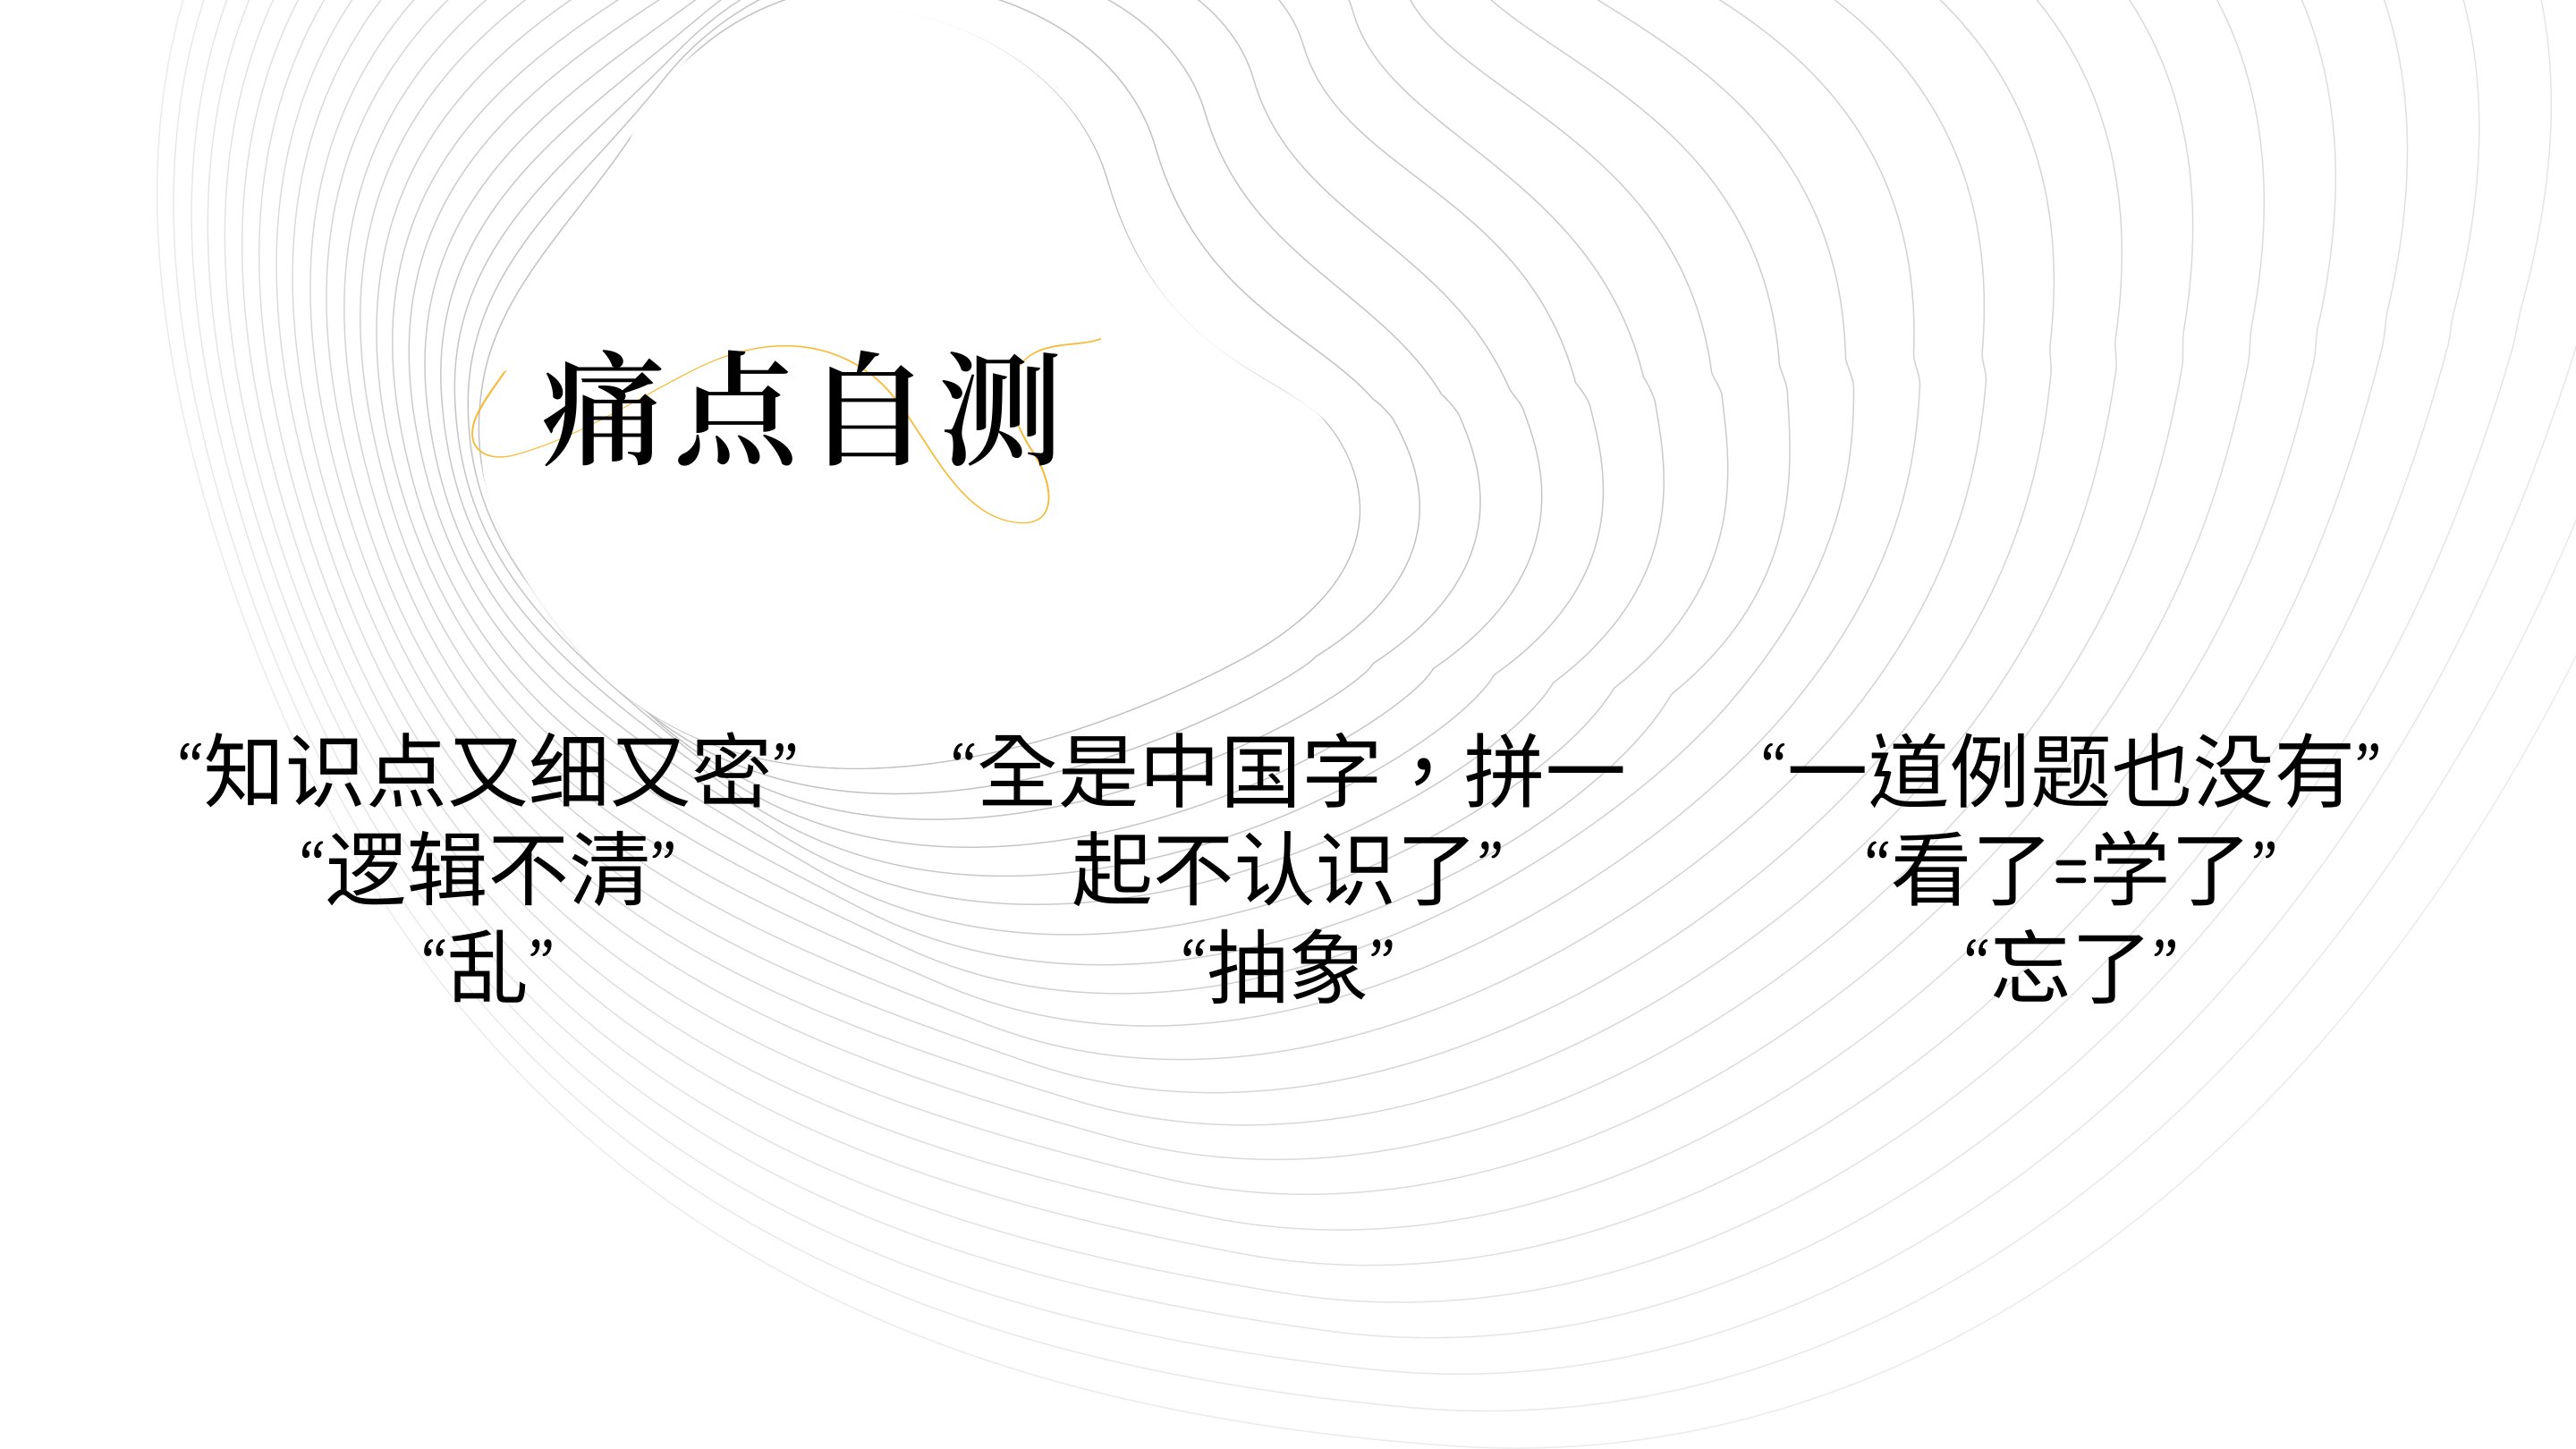 痛点自测
“知识点又细又密”
“逻辑不清”
“乱”
“全是中国字，拼一
起不认识了”
“抽象”
“一道例题也没有”
“看了=学了”
“忘了”